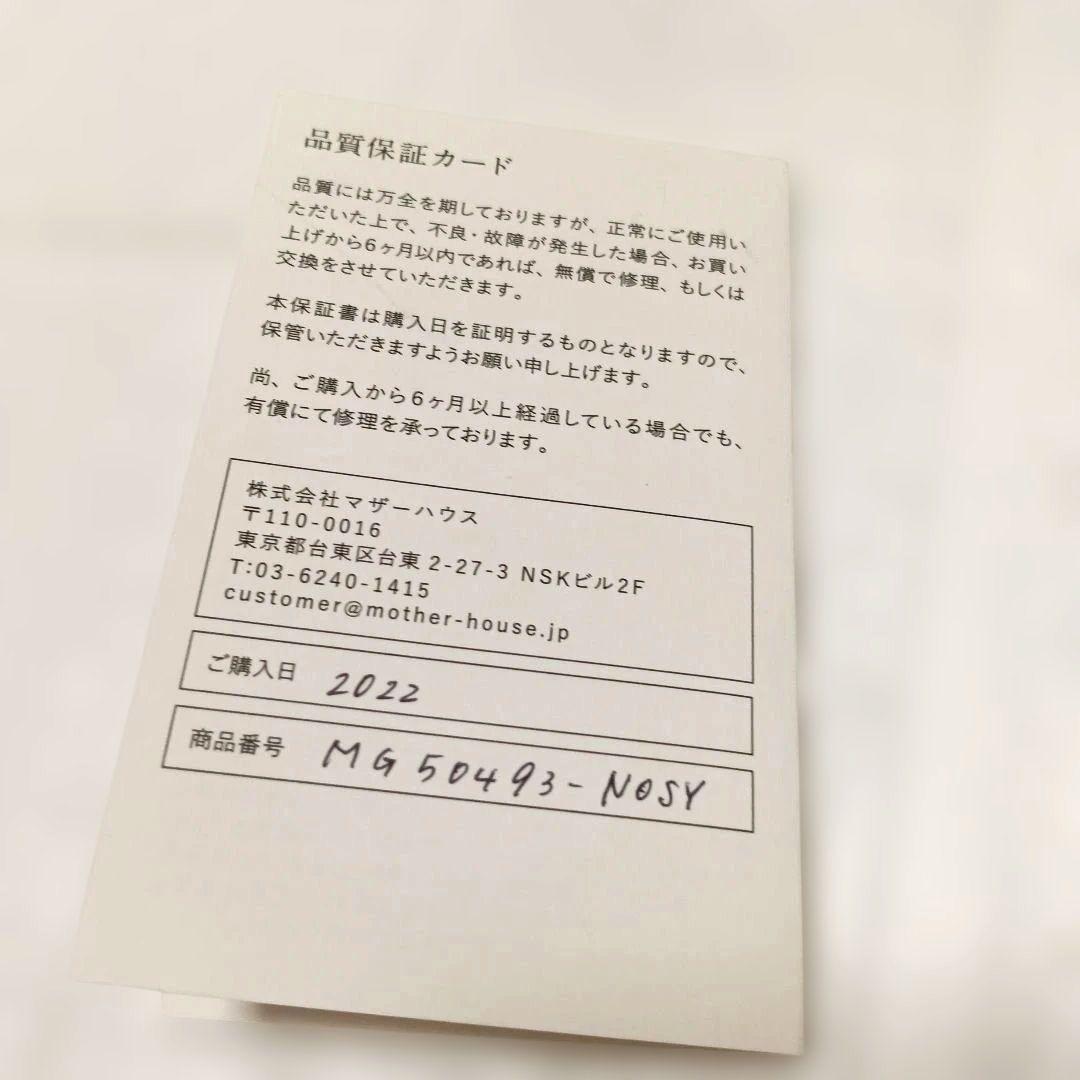 品質保証カード
品質には万全を期しておりますが、正常にご使用い
ただいた上で、不良・故障が発生した場合、お買い
上げから6ヶ月以内であれば、無償で修理、もしくは
交換をさせていただきます。
本保証書は購入日を証明するものとなりますので、
保管いただきますようお願い申し上げます。
尚、ご購入から6ヶ月以上経過している場合でも、
有償にて修理を承っております。
株式会社マザーハウス
〒110-0016
東京都台東区台東2-27-3 NSKビル2F
T:03-6240-1415
customer@mother-house.jp
ご購入日 2022
商品番号 MG50493-NOSY